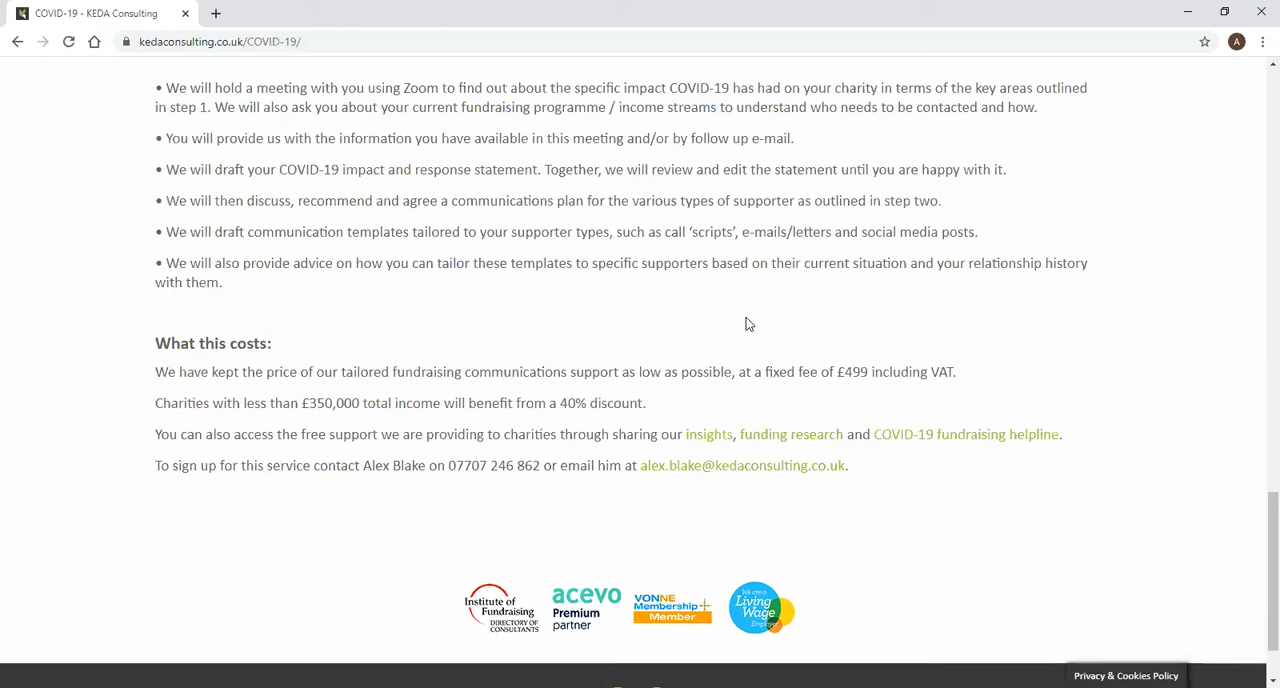 COVID-19 - KEDA Consulting
kedaconsulting.co.uk/COVID-19/
A
• We will hold a meeting with you using Zoom to find out about the specific impact COVID-19 has had on your charity in terms of the key areas outlined
in step 1. We will also ask you about your current fundraising programme / income streams to understand who needs to be contacted and how.
• You will provide us with the information you have available in this meeting and/or by follow up e-mail.
• We will draft your COVID-19 impact and response statement. Together, we will review and edit the statement until you are happy with it.
• We will then discuss, recommend and agree a communications plan for the various types of supporter as outlined in step two.
• We will draft communication templates tailored to your supporter types, such as call ‘scripts’, e-mails/letters and social media posts.
• We will also provide advice on how you can tailor these templates to specific supporters based on their current situation and your relationship history
with them.
What this costs:
We have kept the price of our tailored fundraising communications support as low as possible, at a fixed fee of £499 including VAT.
Charities with less than £350,000 total income will benefit from a 40% discount.
You can also access the free support we are providing to charities through sharing our insights, funding research and COVID-19 fundraising helpline.
To sign up for this service contact Alex Blake on 07707 246 862 or email him at alex.blake@kedaconsulting.co.uk.
Institute of
Fundraising
DIRECTORY OF
CONSULTANTS
acevo
Premium
partner
VONNE
Membership
Member
We are a
Living
Wage
Employer
Privacy & Cookies Policy